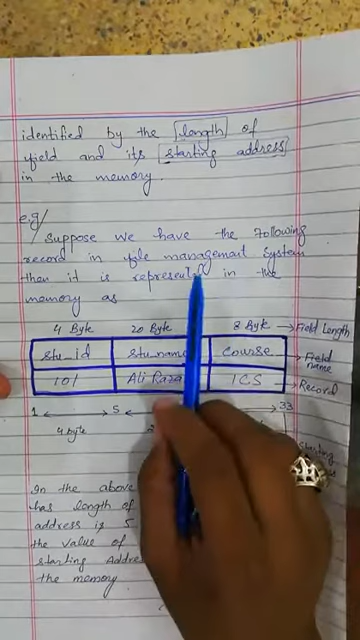 identified by the length of
field and its starting address
in the memory.
e.g/
Suppose we have the Following
record in file management System
then it is represented in the
memory as
4 Byte 20 Byte 8 Byte → Field Length
Stu_id Stu_name Course → Field name
101 Ali Raza ICS → Record
1 5 33
4 byte
In the above
has length of
address is 5
the value of
starting Addre
the memory